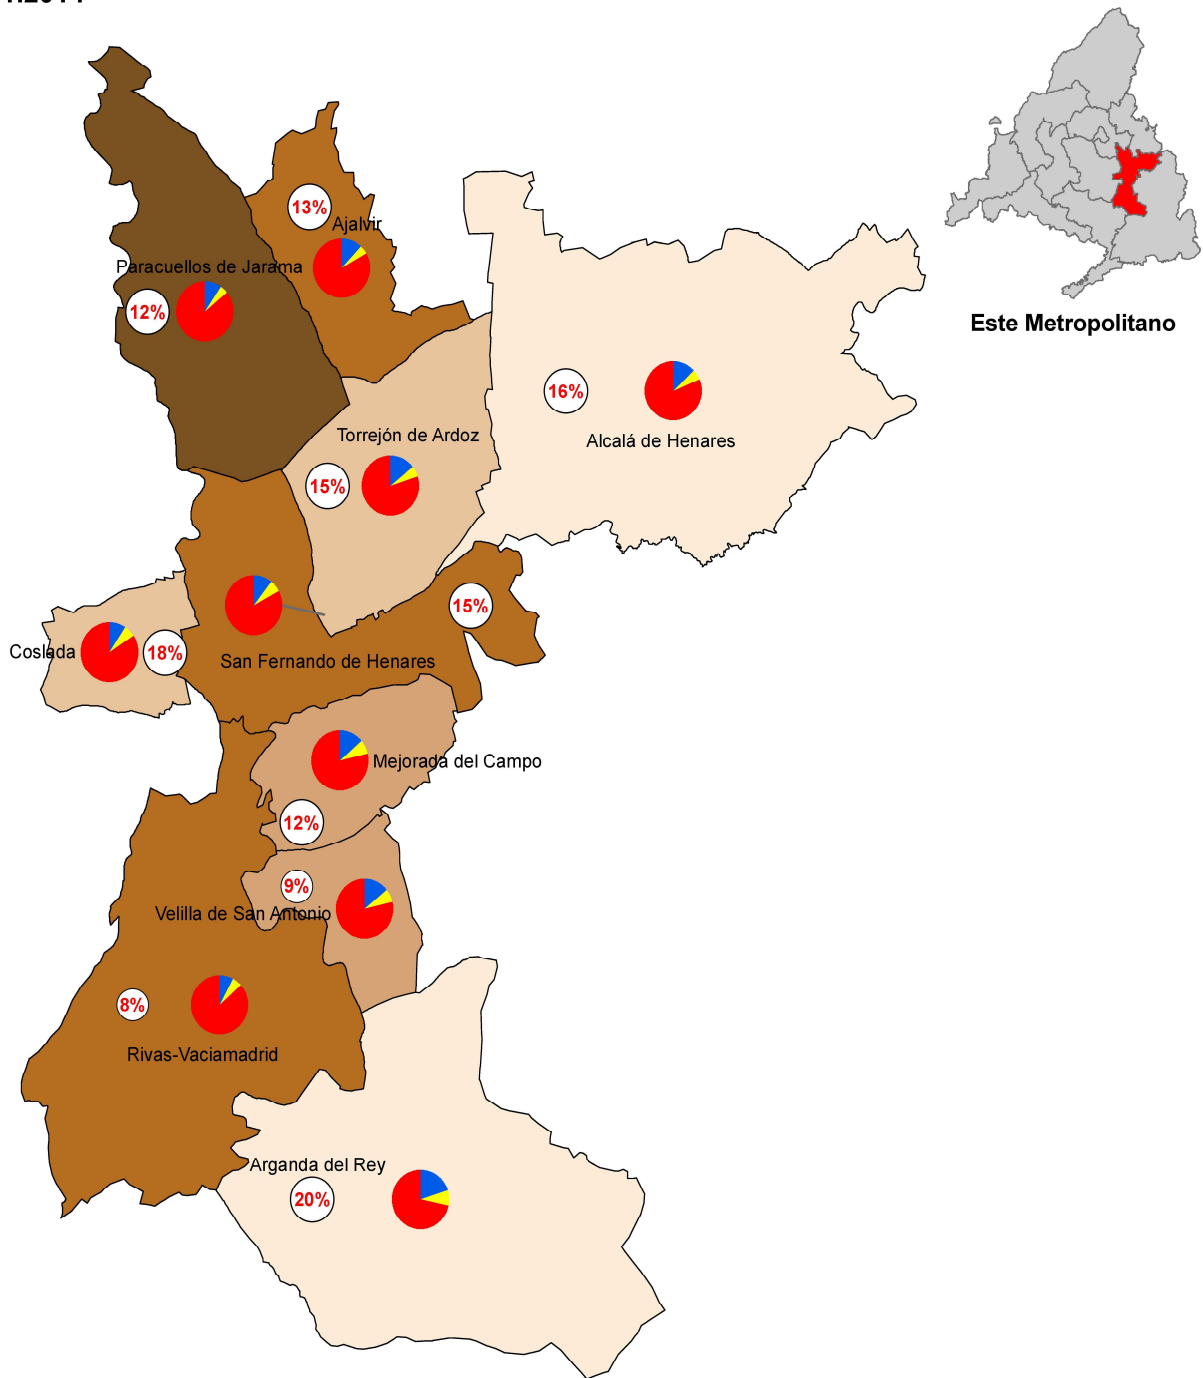 13%
Ajalvir
Paracuellos de Jarama
12%
Este Metropolitano
16%
Alcalá de Henares
Torrejón de Ardoz
15%
15%
Coslada
18%
San Fernando de Henares
Mejorada del Campo
12%
9%
Velilla de San Antonio
8%
Rivas-Vaciamadrid
Arganda del Rey
20%